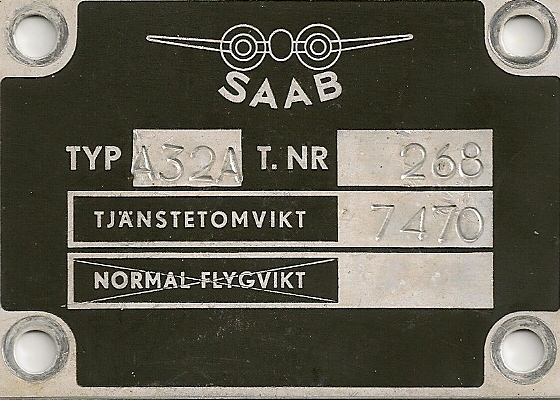 SAAB
TYP A32A T. NR 268
TJÄNSTETOMVIKT 7470
NORMAL FLYGVIKT